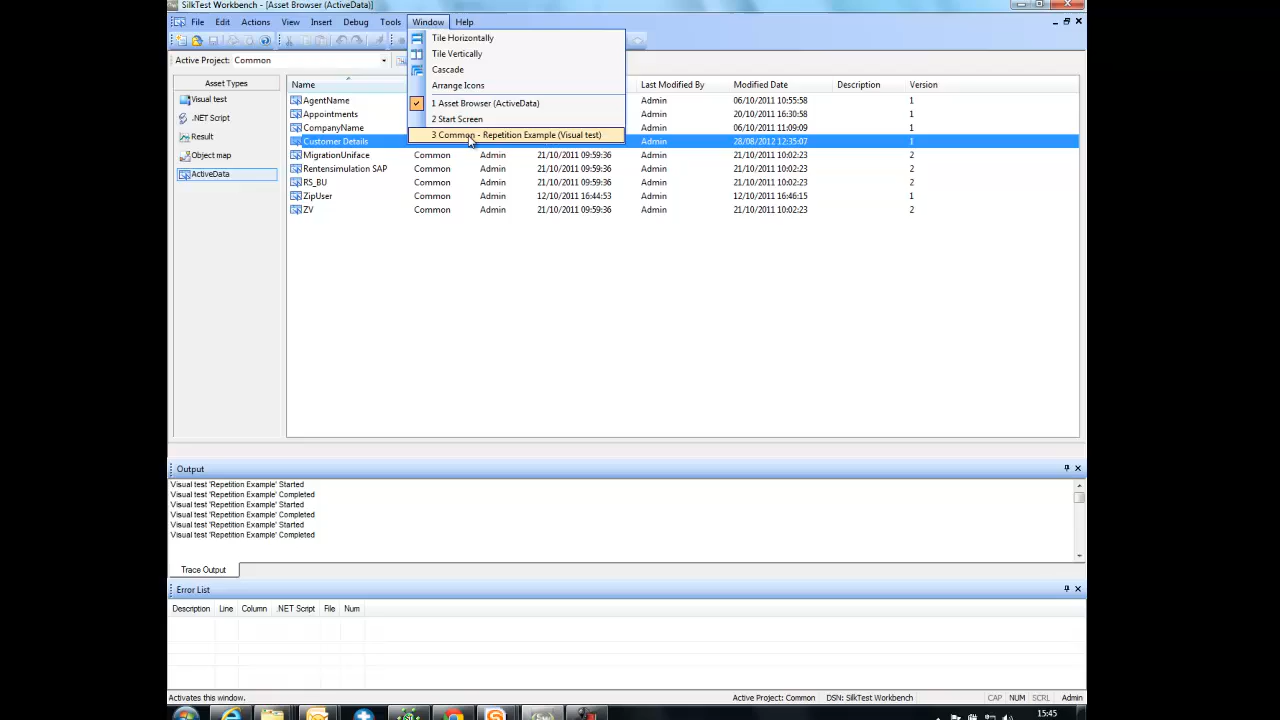 SilkTest Workbench - [Asset Browser (ActiveData)]
File Edit Actions View Insert Debug Tools Window Help
Active Project: Common
Tile Horizontally
Tile Vertically
Cascade
Arrange Icons
1 Asset Browser (ActiveData)
2 Start Screen
3 Common - Repetition Example (Visual test)
Asset Types
Visual test
.NET Script
Result
Object map
ActiveData
Name Last Modified By Modified Date Description Version
AgentName Admin 06/10/2011 10:55:58 1
Appointments Admin 20/10/2011 16:30:58 1
CompanyName Admin 06/10/2011 11:09:09 1
Customer Details Admin 28/08/2012 12:35:07 1
MigrationUniface Common Admin 21/10/2011 09:59:36 Admin 21/10/2011 10:02:23 2
Rentensimulation SAP Common Admin 21/10/2011 09:59:36 Admin 21/10/2011 10:02:23 2
RS_BU Common Admin 21/10/2011 09:59:36 Admin 21/10/2011 10:02:23 2
ZipUser Common Admin 12/10/2011 16:44:53 Admin 12/10/2011 16:46:15 1
ZV Common Admin 21/10/2011 09:59:36 Admin 21/10/2011 10:02:23 2
Output
Visual test 'Repetition Example' Started
Visual test 'Repetition Example' Completed
Visual test 'Repetition Example' Started
Visual test 'Repetition Example' Completed
Visual test 'Repetition Example' Started
Visual test 'Repetition Example' Completed
Trace Output
Error List
Description Line Column .NET Script File Num
Activates this window. Active Project: Common DSN: SilkTest Workbench CAP NUM SCRL Admin
15:45